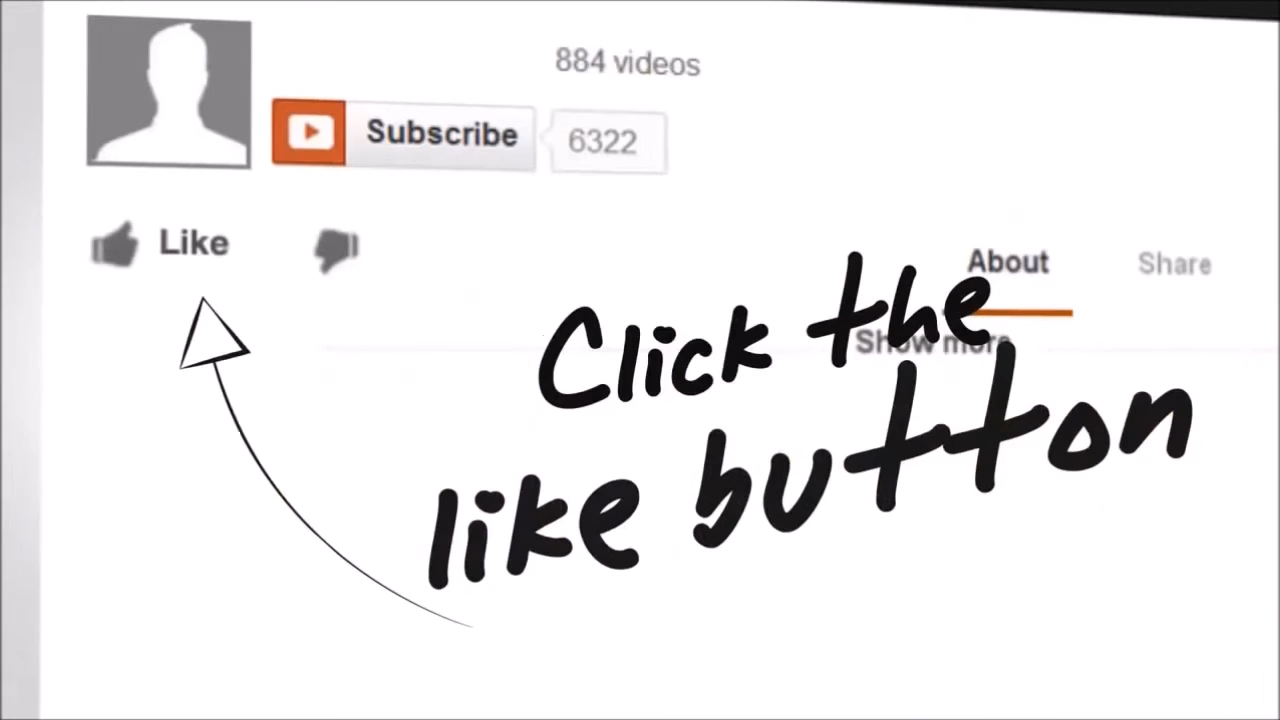 884 videos
Subscribe
6322
Like
About
Share
Show more
Click the
like button